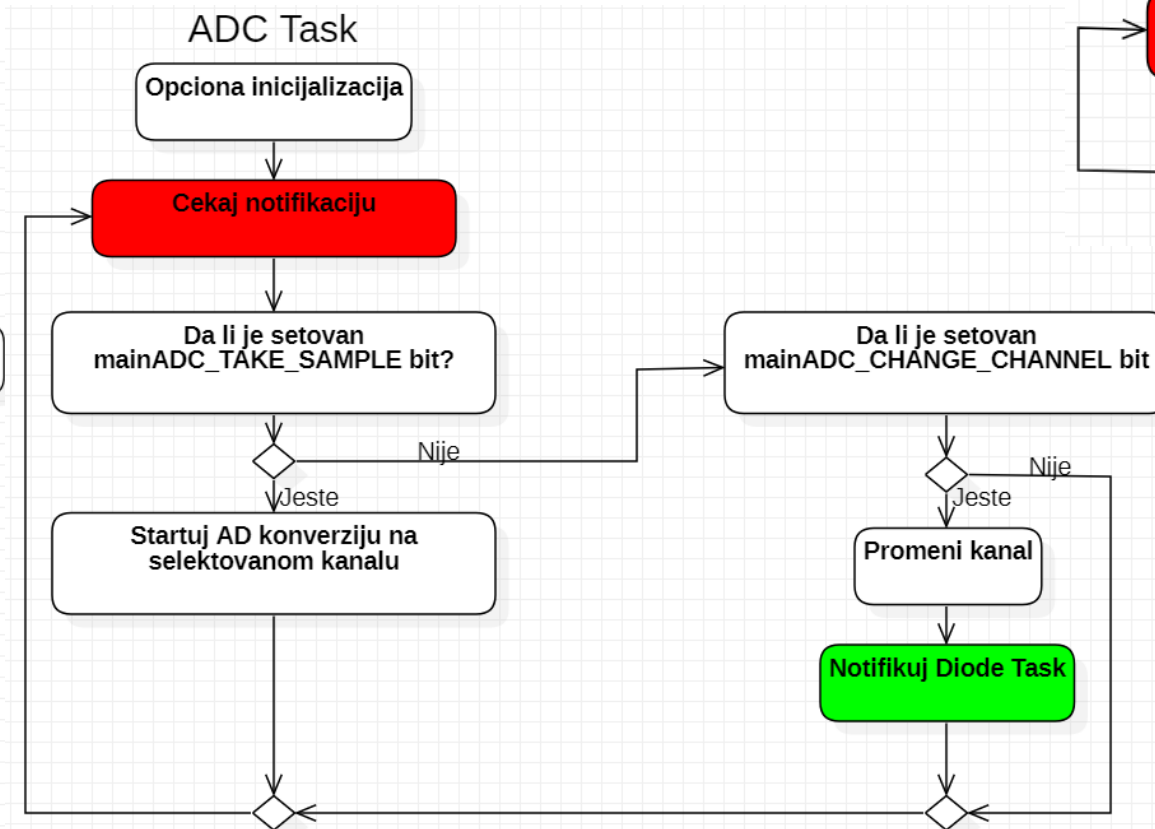 ADC Task
Opciona inicijalizacija
Cekaj notifikaciju
Da li je setovan
mainADC_TAKE_SAMPLE bit?
Nije
Jeste
Startuj AD konverziju na
selektovanom kanalu
Da li je setovan
mainADC_CHANGE_CHANNEL bit
Nije
Jeste
Promeni kanal
Notifikuj Diode Task